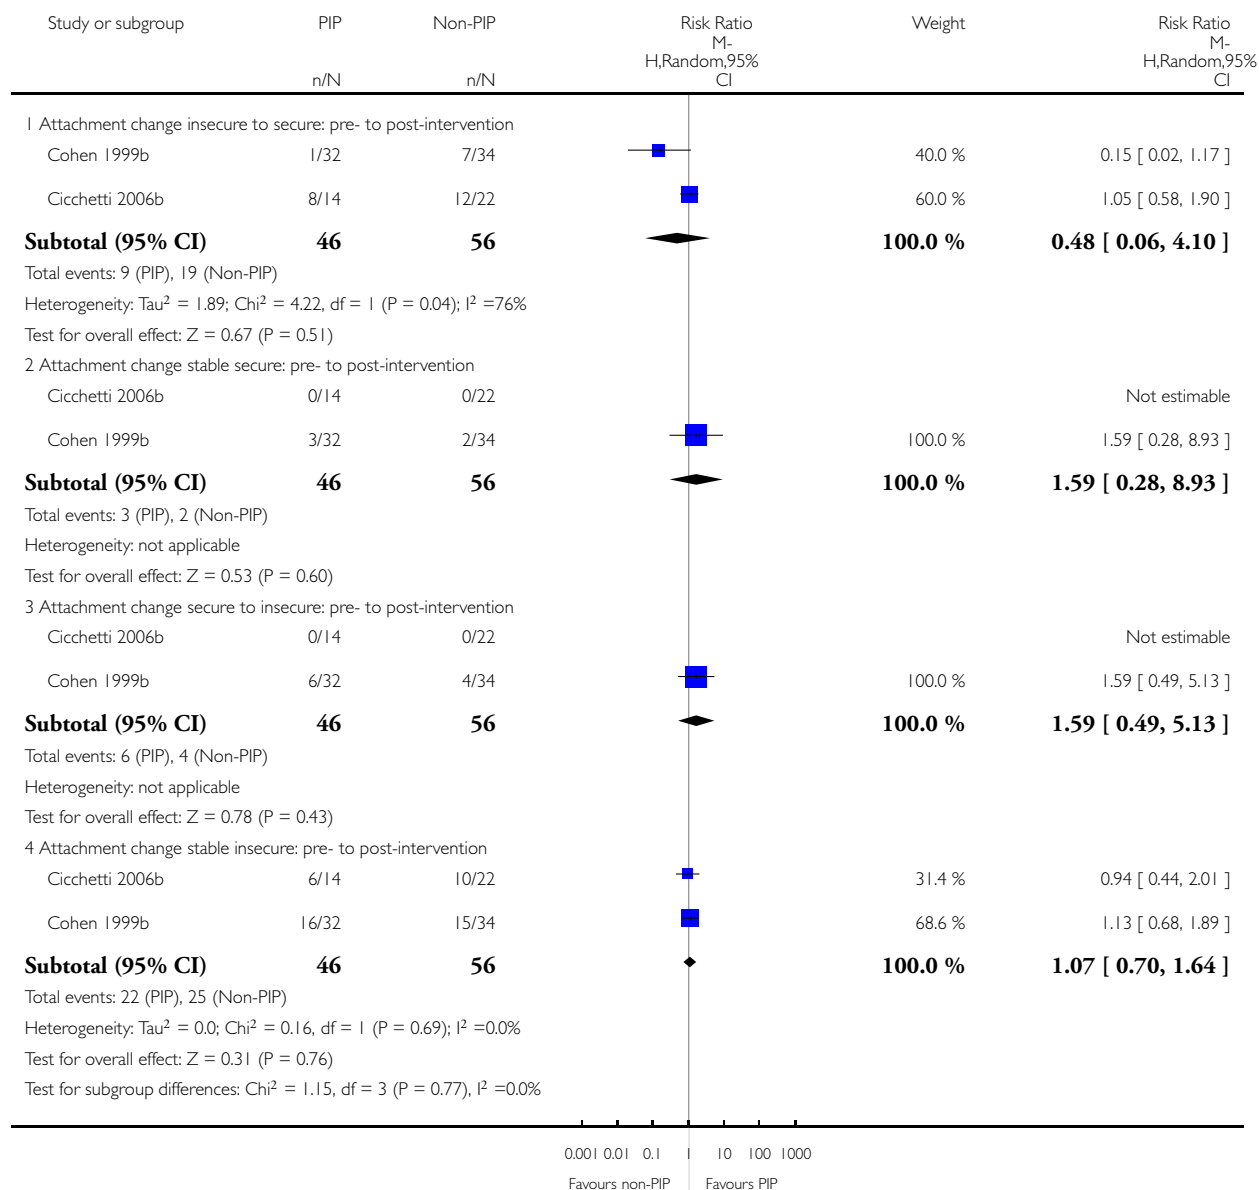 Study or subgroup PIP Non-PIP Risk Ratio Weight Risk Ratio
M- M-
H,Random,95% H,Random,95%
n/N n/N CI CI
1 Attachment change insecure to secure: pre- to post-intervention
Cohen 1999b 1/32 7/34 40.0 % 0.15 [ 0.02, 1.17 ]
Cicchetti 2006b 8/14 12/22 60.0 % 1.05 [ 0.58, 1.90 ]
Subtotal (95% CI) 46 56 100.0 % 0.48 [ 0.06, 4.10 ]
Total events: 9 (PIP), 19 (Non-PIP)
Heterogeneity: Tau² = 1.89; Chi² = 4.22, df = 1 (P = 0.04); I² =76%
Test for overall effect: Z = 0.67 (P = 0.51)
2 Attachment change stable secure: pre- to post-intervention
Cicchetti 2006b 0/14 0/22 Not estimable
Cohen 1999b 3/32 2/34 100.0 % 1.59 [ 0.28, 8.93 ]
Subtotal (95% CI) 46 56 100.0 % 1.59 [ 0.28, 8.93 ]
Total events: 3 (PIP), 2 (Non-PIP)
Heterogeneity: not applicable
Test for overall effect: Z = 0.53 (P = 0.60)
3 Attachment change secure to insecure: pre- to post-intervention
Cicchetti 2006b 0/14 0/22 Not estimable
Cohen 1999b 6/32 4/34 100.0 % 1.59 [ 0.49, 5.13 ]
Subtotal (95% CI) 46 56 100.0 % 1.59 [ 0.49, 5.13 ]
Total events: 6 (PIP), 4 (Non-PIP)
Heterogeneity: not applicable
Test for overall effect: Z = 0.78 (P = 0.43)
4 Attachment change stable insecure: pre- to post-intervention
Cicchetti 2006b 6/14 10/22 31.4 % 0.94 [ 0.44, 2.01 ]
Cohen 1999b 16/32 15/34 68.6 % 1.13 [ 0.68, 1.89 ]
Subtotal (95% CI) 46 56 100.0 % 1.07 [ 0.70, 1.64 ]
Total events: 22 (PIP), 25 (Non-PIP)
Heterogeneity: Tau² = 0.0; Chi² = 0.16, df = 1 (P = 0.69); I² =0.0%
Test for overall effect: Z = 0.31 (P = 0.76)
Test for subgroup differences: Chi² = 1.15, df = 3 (P = 0.77), I² =0.0%
0.001 0.01 0.1 1 10 100 1000
Favours non-PIP Favours PIP